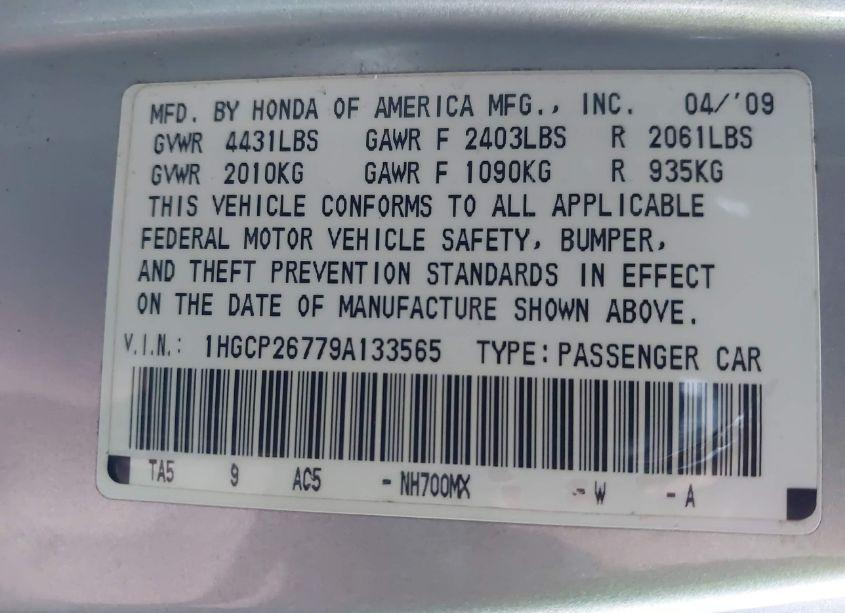 MFD. BY HONDA OF AMERICA MFG., INC. 04/'09
GVWR 4431LBS GAWR F 2403LBS R 2061LBS
GVWR 2010KG GAWR F 1090KG R 935KG
THIS VEHICLE CONFORMS TO ALL APPLICABLE
FEDERAL MOTOR VEHICLE SAFETY, BUMPER,
AND THEFT PREVENTION STANDARDS IN EFFECT
ON THE DATE OF MANUFACTURE SHOWN ABOVE.
V.I.N.: 1HGCP26779A133565 TYPE: PASSENGER CAR
TA5 9 AC5 - NH700MX - W - A